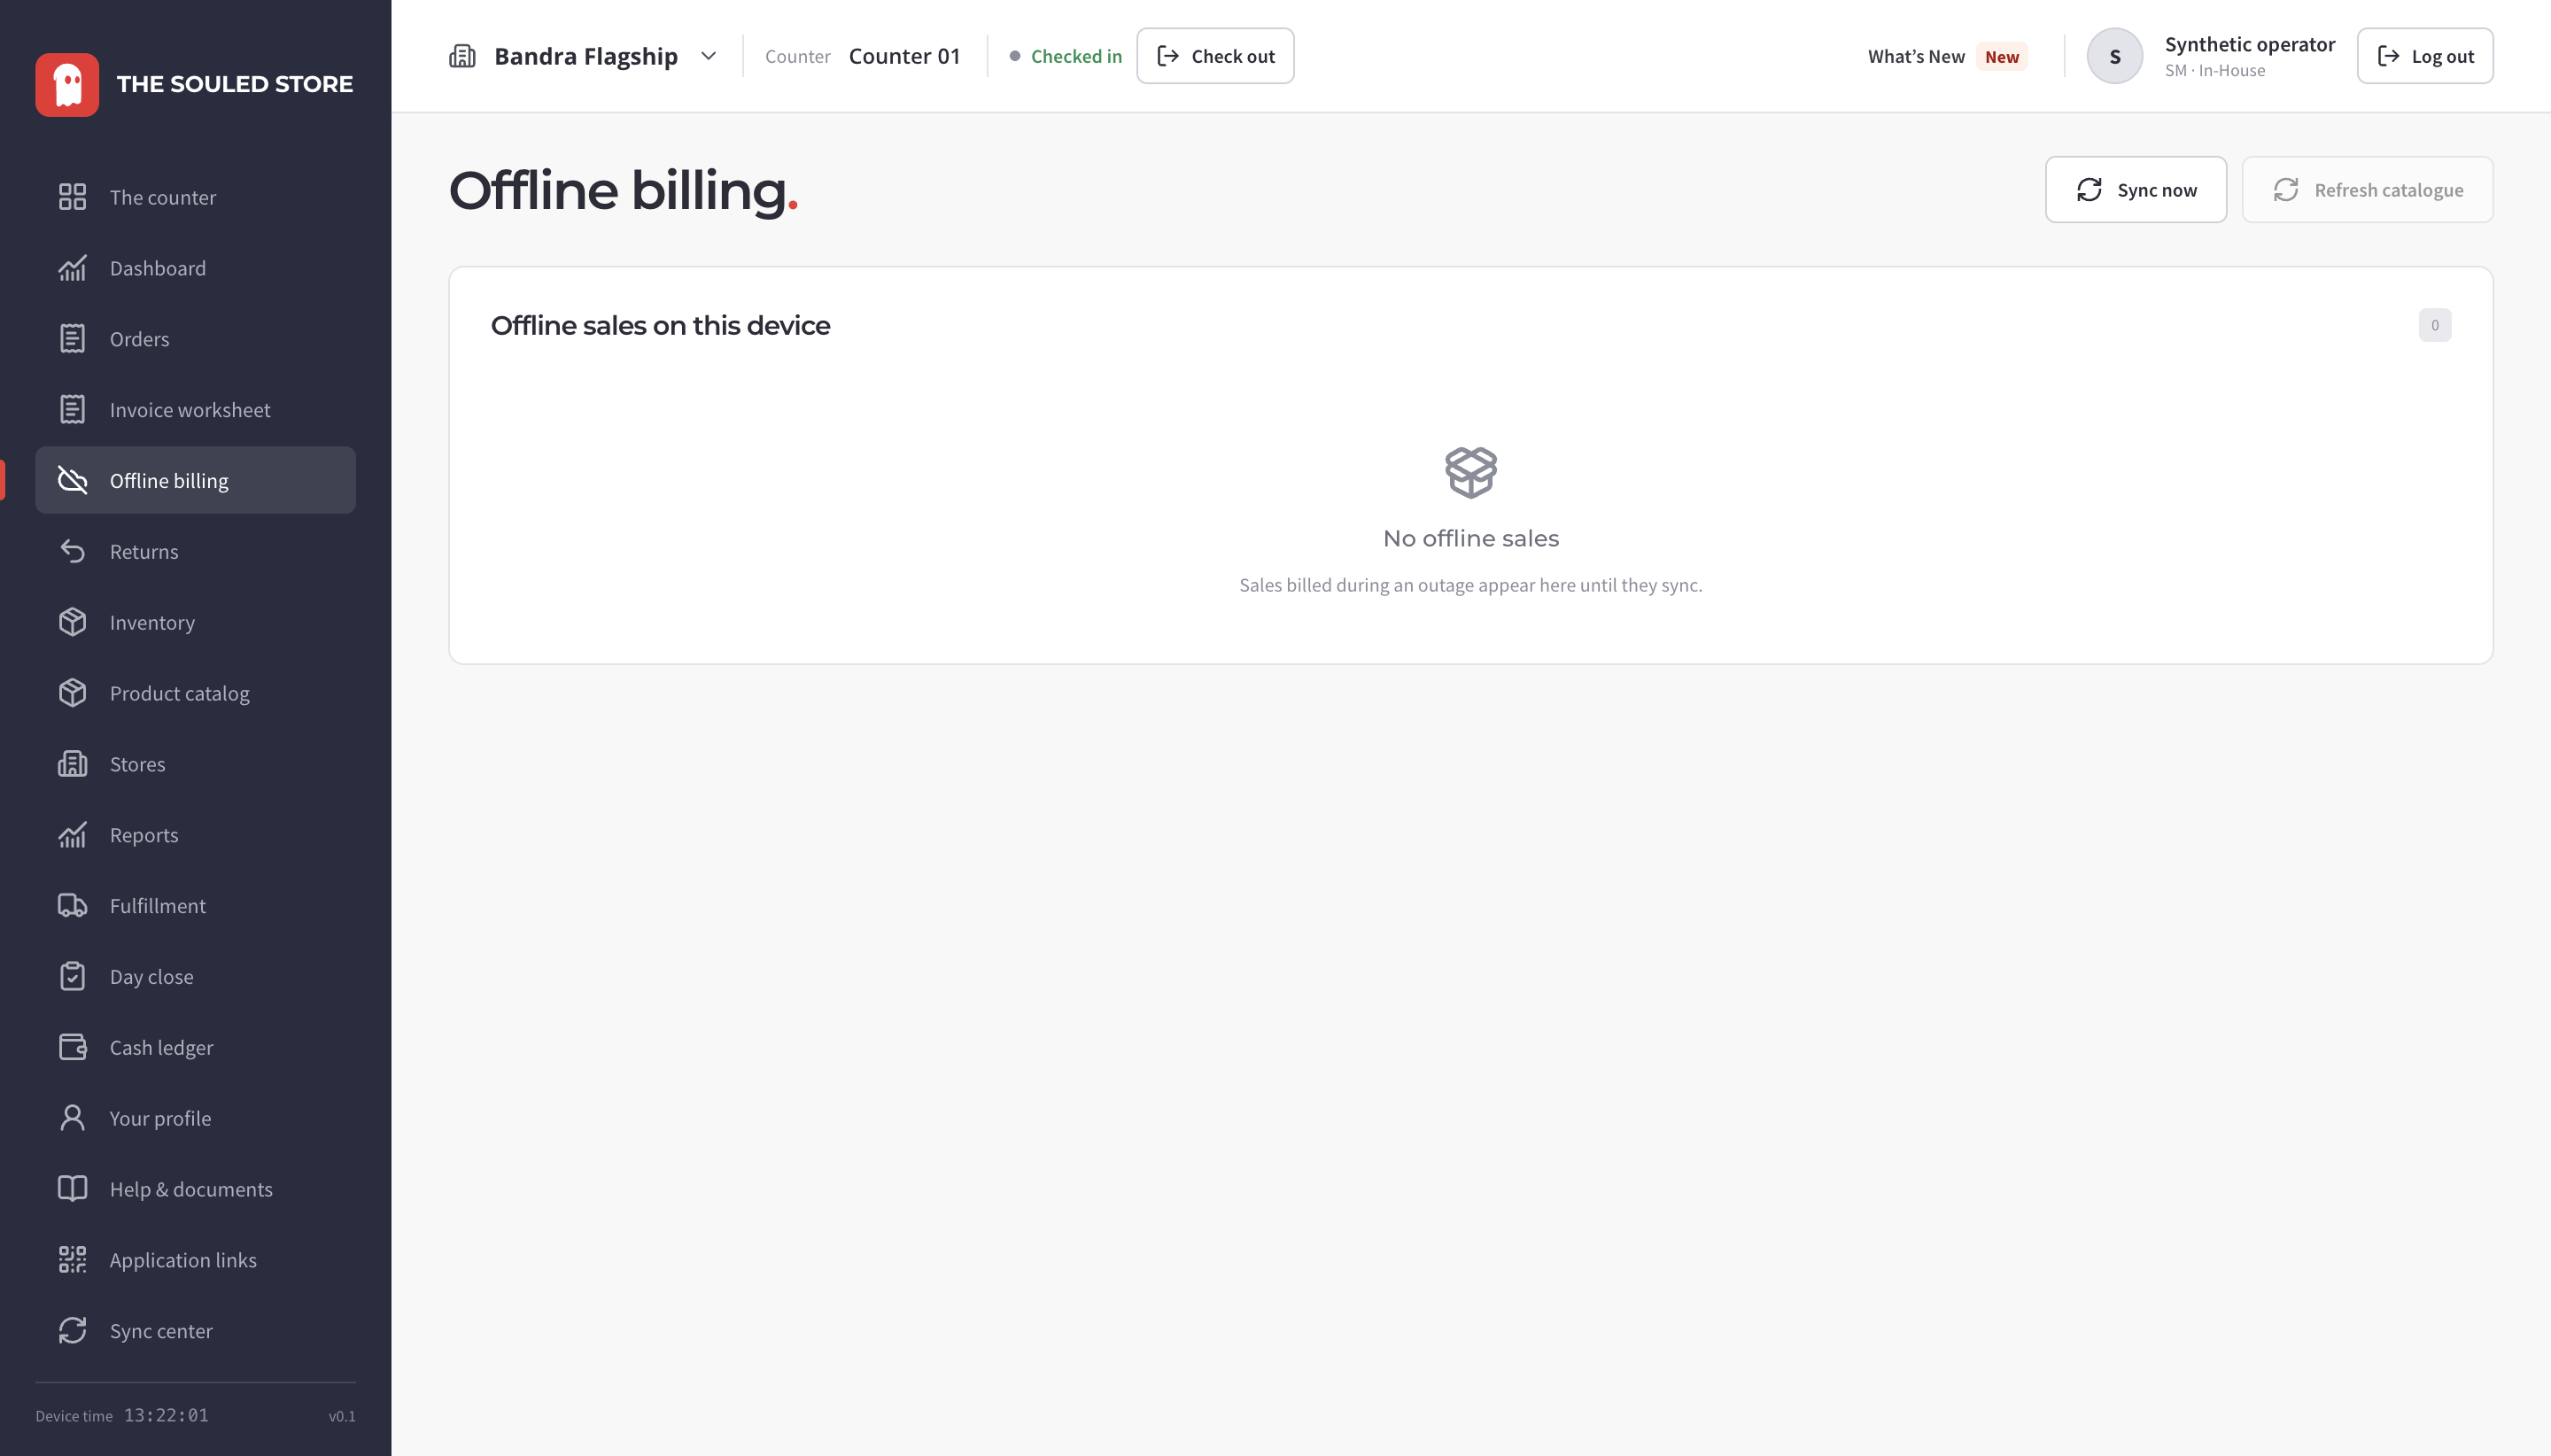 THE SOULED STORE
The counter
Dashboard
Orders
Invoice worksheet
Offline billing
Returns
Inventory
Product catalog
Stores
Reports
Fulfillment
Day close
Cash ledger
Your profile
Help & documents
Application links
Sync center
Device time 13:22:01 v0.1
Bandra Flagship Counter Counter 01 Checked in Check out What’s New New S Synthetic operator Log out
SM · In-House
Offline billing. Sync now Refresh catalogue
Offline sales on this device 0
No offline sales
Sales billed during an outage appear here until they sync.